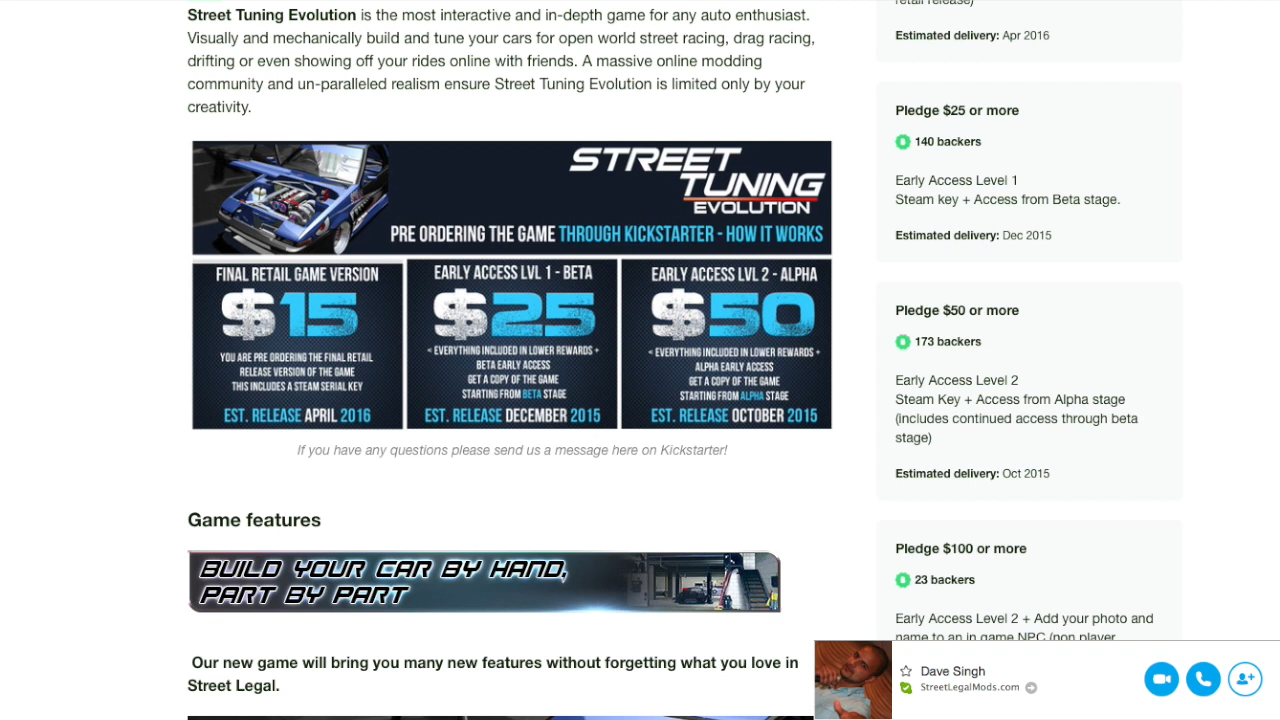 Street Tuning Evolution is the most interactive and in-depth game for any auto enthusiast.
Visually and mechanically build and tune your cars for open world street racing, drag racing,
drifting or even showing off your rides online with friends. A massive online modding
community and un-paralleled realism ensure Street Tuning Evolution is limited only by your
creativity.
STREET
TUNING
EVOLUTION
PRE ORDERING THE GAME THROUGH KICKSTARTER - HOW IT WORKS
FINAL RETAIL GAME VERSION
$15
YOU ARE PRE ORDERING THE FINAL RETAIL
RELEASE VERSION OF THE GAME
THIS INCLUDES A STEAM SERIAL KEY
EST. RELEASE APRIL 2016
EARLY ACCESS LVL 1 - BETA
$25
+ EVERYTHING INCLUDED IN LOWER REWARDS +
BETA EARLY ACCESS
GET A COPY OF THE GAME
STARTING FROM BETA STAGE
EST. RELEASE DECEMBER 2015
EARLY ACCESS LVL 2 - ALPHA
$50
+ EVERYTHING INCLUDED IN LOWER REWARDS +
ALPHA EARLY ACCESS
GET A COPY OF THE GAME
STARTING FROM ALPHA STAGE
EST. RELEASE OCTOBER 2015
If you have any questions please send us a message here on Kickstarter!
Game features
BUILD YOUR CAR BY HAND,
PART BY PART
Our new game will bring you many new features without forgetting what you love in
Street Legal.
retail release)
Estimated delivery: Apr 2016
Pledge $25 or more
140 backers
Early Access Level 1
Steam key + Access from Beta stage.
Estimated delivery: Dec 2015
Pledge $50 or more
173 backers
Early Access Level 2
Steam Key + Access from Alpha stage
(includes continued access through beta
stage)
Estimated delivery: Oct 2015
Pledge $100 or more
23 backers
Early Access Level 2 + Add your photo and
name to an in game NPC (non player
Dave Singh
StreetLegalMods.com